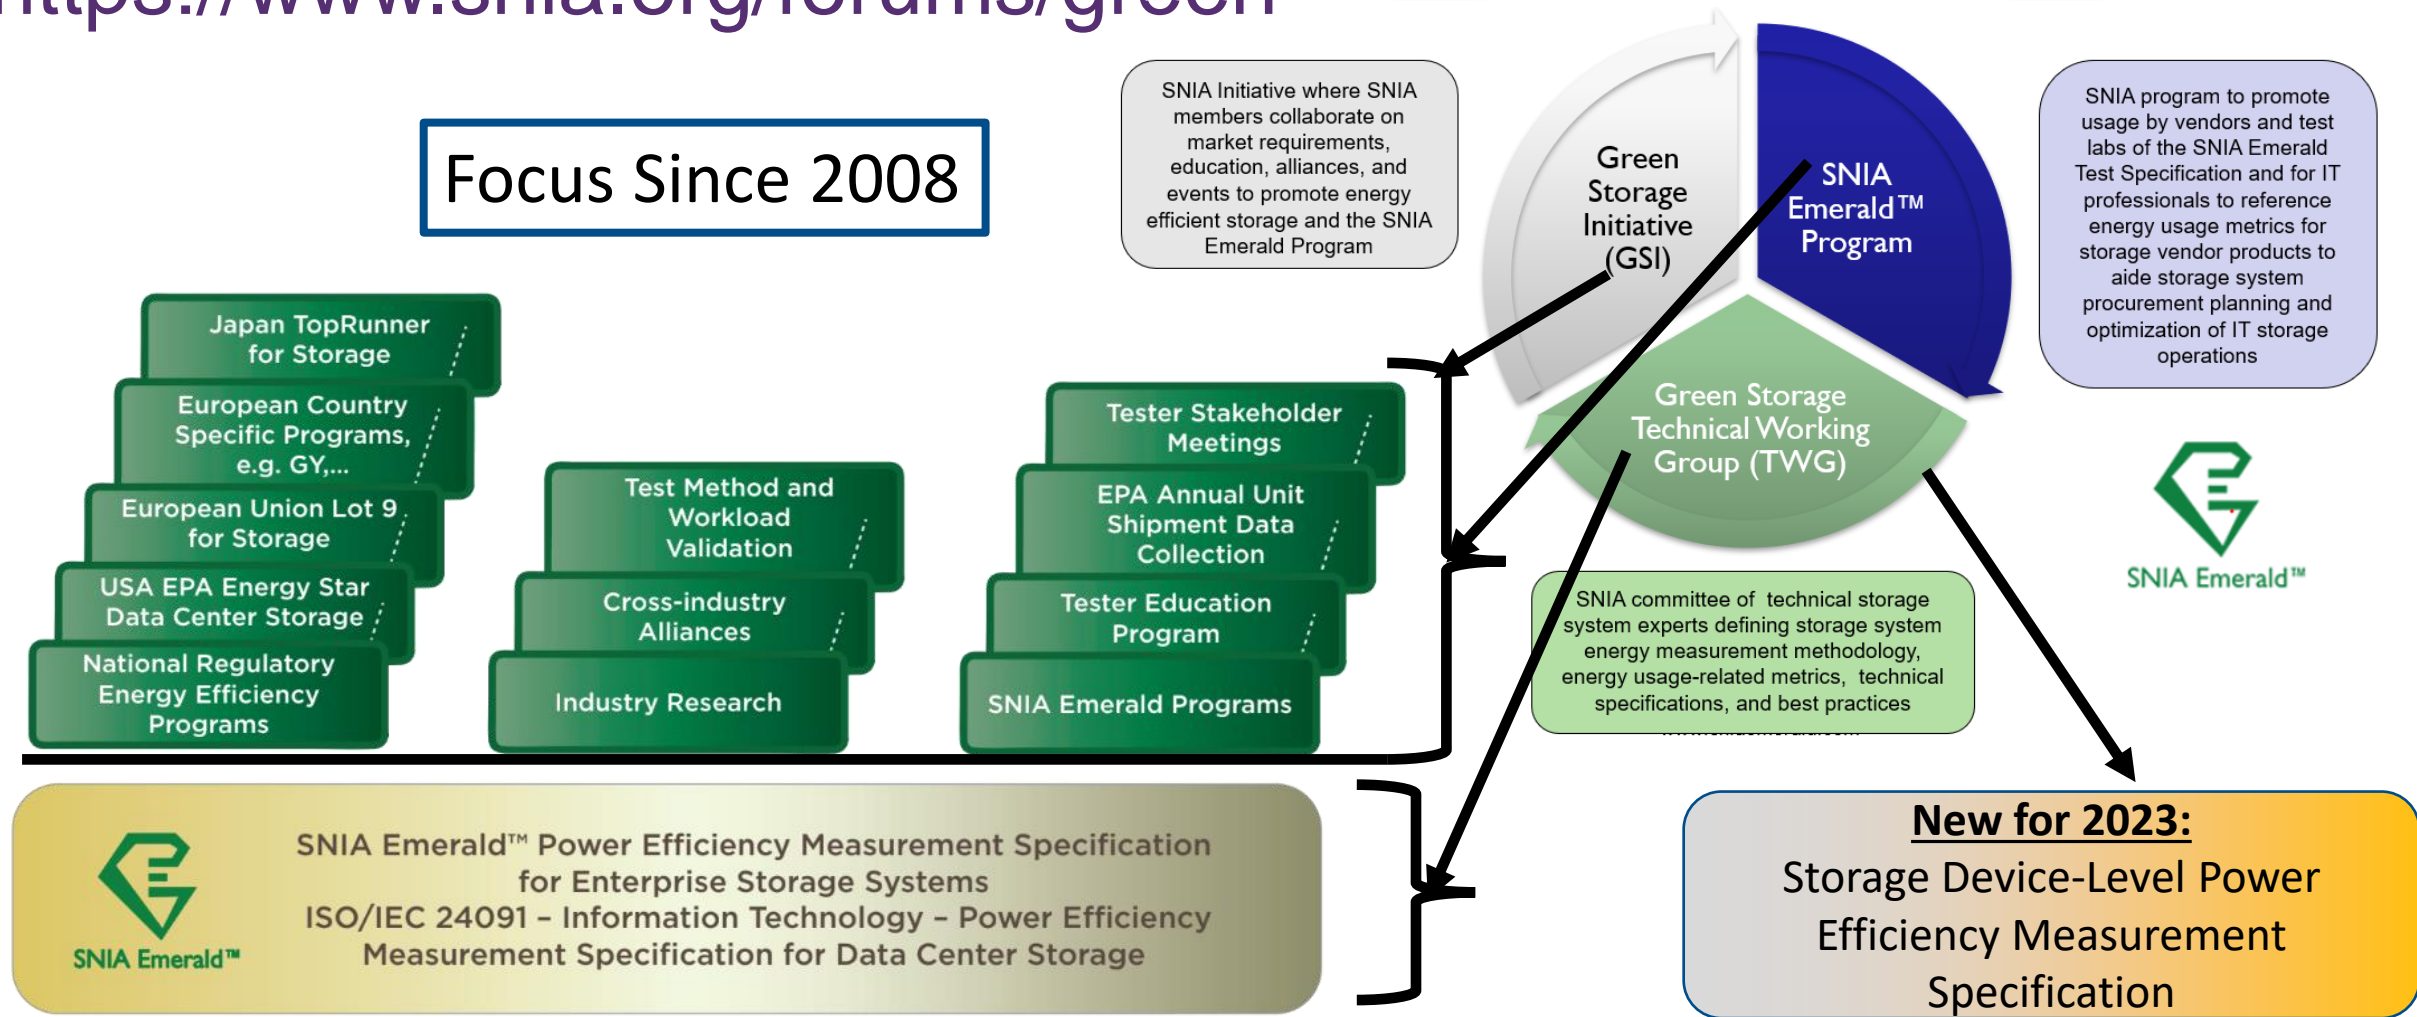 https://www.snia.org/forums/green
Focus Since 2008
SNIA Initiative where SNIA
members collaborate on
market requirements,
education, alliances, and
events to promote energy
efficient storage and the SNIA
Emerald Program
Green
Storage
Initiative
(GSI)
SNIA
Emerald™
Program
SNIA program to promote
usage by vendors and test
labs of the SNIA Emerald
Test Specification and for IT
professionals to reference
energy usage metrics for
storage vendor products to
aide storage system
procurement planning and
optimization of IT storage
operations
Green Storage
Technical Working
Group (TWG)
SNIA Emerald™
SNIA committee of technical storage
system experts defining storage system
energy measurement methodology,
energy usage-related metrics, technical
specifications, and best practices
Japan TopRunner
for Storage
European Country
Specific Programs,
e.g. GY,...
European Union Lot 9
for Storage
USA EPA Energy Star
Data Center Storage
National Regulatory
Energy Efficiency
Programs
Test Method and
Workload
Validation
Cross-industry
Alliances
Industry Research
Tester Stakeholder
Meetings
EPA Annual Unit
Shipment Data
Collection
Tester Education
Program
SNIA Emerald Programs
SNIA Emerald™
SNIA Emerald™ Power Efficiency Measurement Specification
for Enterprise Storage Systems
ISO/IEC 24091 – Information Technology – Power Efficiency
Measurement Specification for Data Center Storage
New for 2023:
Storage Device-Level Power
Efficiency Measurement
Specification